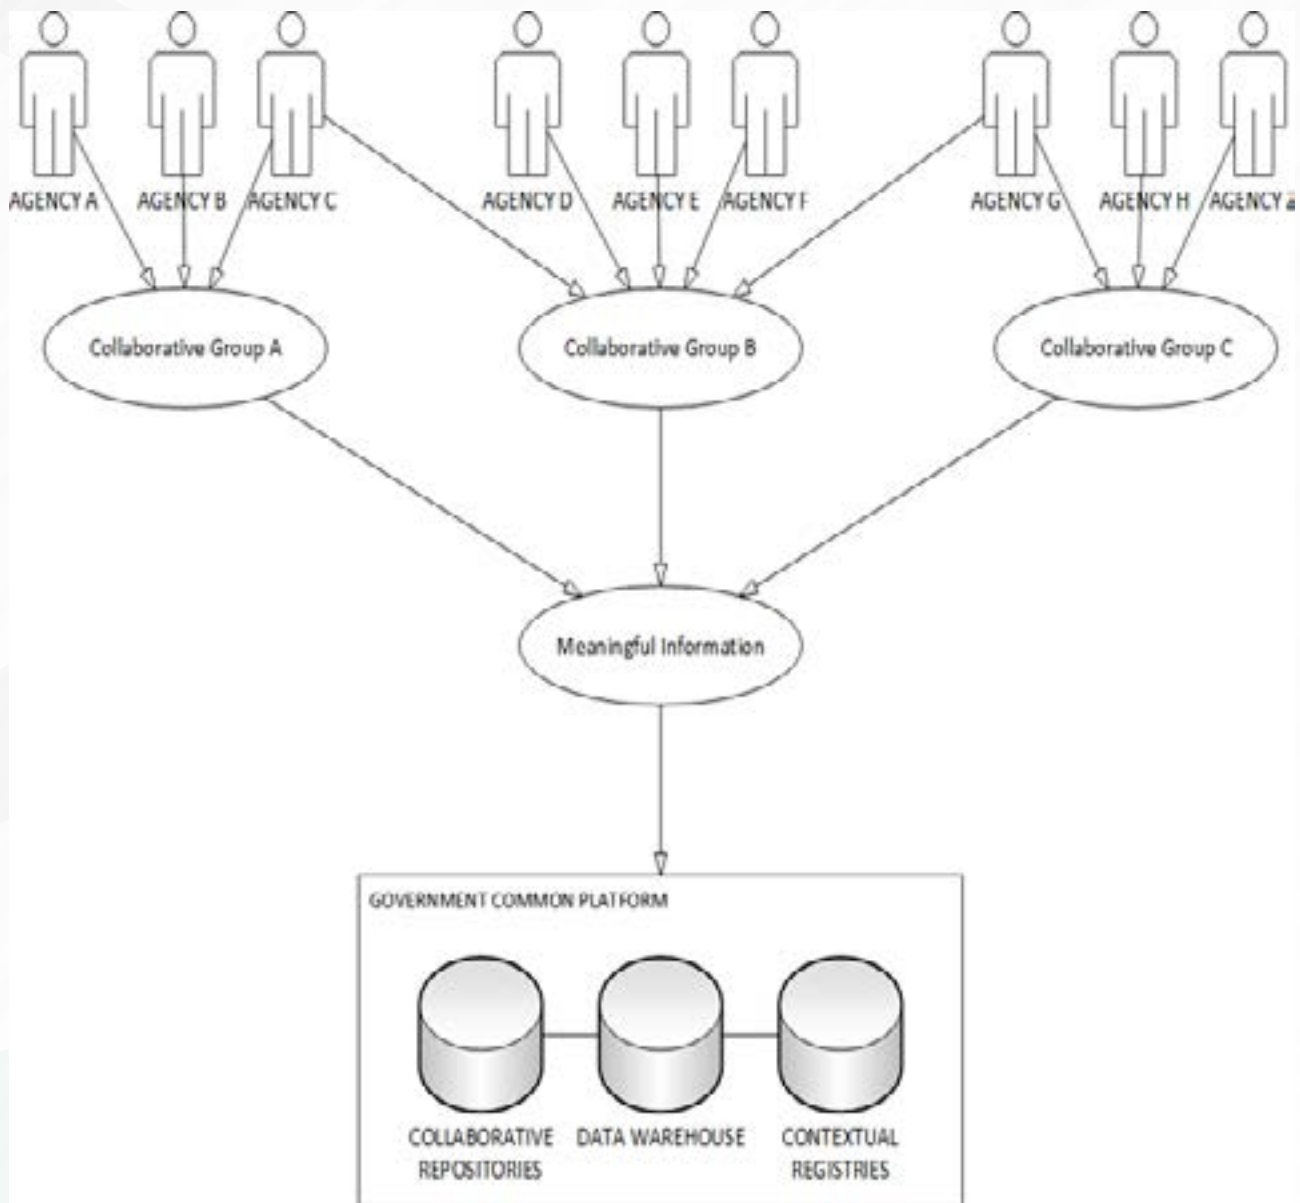 AGENCY A
AGENCY B
AGENCY C
AGENCY D
AGENCY E
AGENCY F
AGENCY G
AGENCY H
AGENCY
Collaborative Group A
Collaborative Group B
Collaborative Group C
Meaningful Information
GOVERNMENT COMMON PLATFORM
COLLABORATIVE
REPOSITORIES
DATA WAREHOUSE
CONTEXTUAL
REGISTRIES